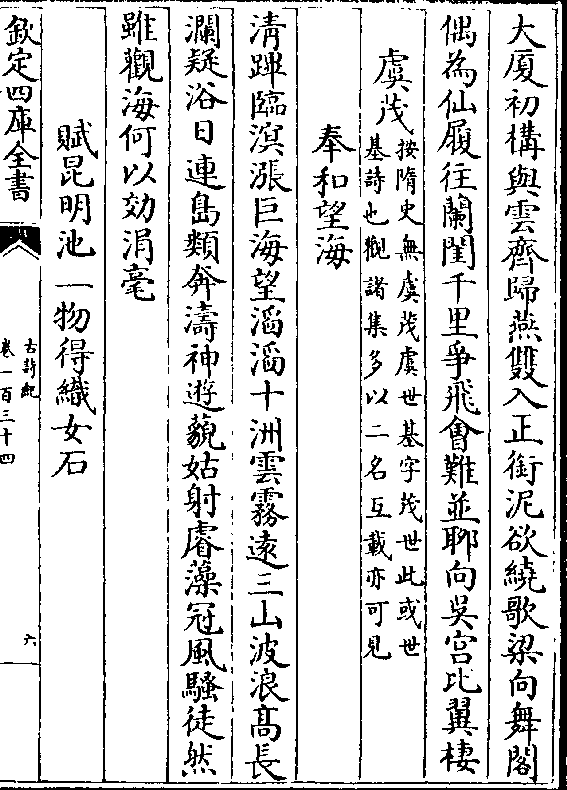 大厦初構與雲齊歸燕雙入正銜泥欲繞歌梁向舞閣
偶為仙履往蘭閨千里爭飛會難並聊向吳宮比翼棲
虞茂
按隋史無虞茂虞世基字茂世此或世
基詩也觀諸集多以二名互載亦可見
奉和望海
清蹕臨溟漲巨海望滔滔十洲雲霧逺三山波浪髙長
瀾疑浴日連島類奔濤神遊藐姑射睿藻冠風騷徒然
雖觀海何以効涓毫
賦昆明池一物得織女石
欽定四庫全書
古詩紀
卷一百三十四
六